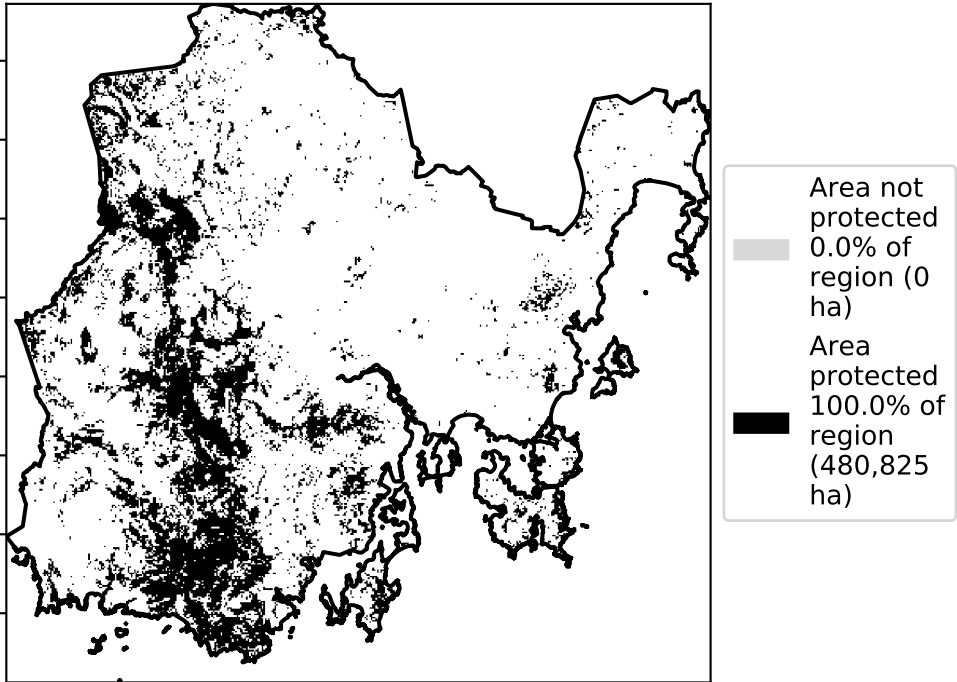 Area not
protected
0.0% of
region (0
ha)
Area
protected
100.0% of
region
(480,825
ha)